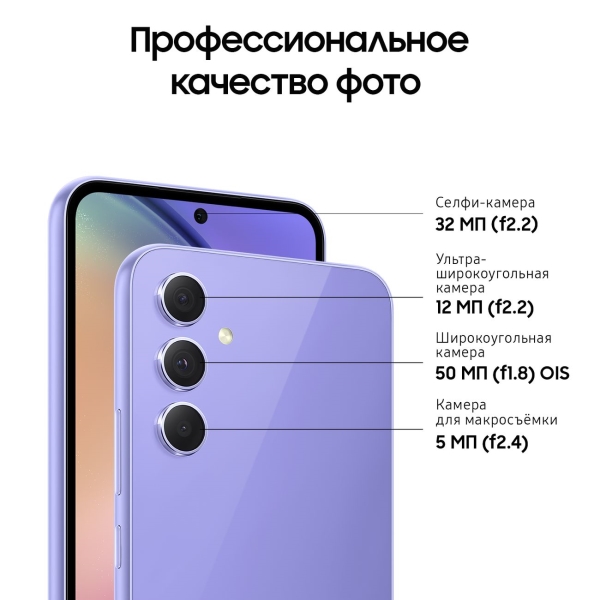 Профессиональное
качество фото
Селфи-камера
32 МП (f2.2)
Ультра-
широкоугольная
камера
12 МП (f2.2)
Широкоугольная
камера
50 МП (f1.8) OIS
Камера
для макросъёмки
5 МП (f2.4)